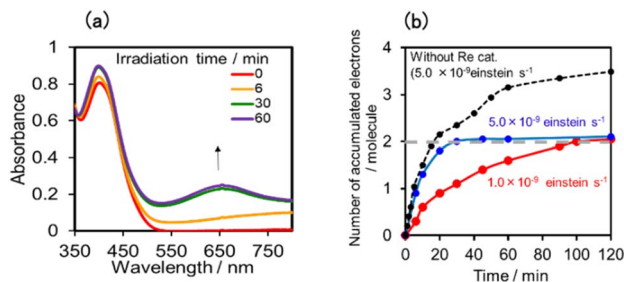 (a)
Irradiation time / min
0
6
30
60
Absorbance
1
0.8
0.6
0.4
0.2
0
350
450
550
650
750
Wavelength / nm
(b)
Without Re cat.
(5.0 ×10⁻⁹einstein s⁻¹
5.0×10⁻⁹ einstein s⁻¹
1.0×10⁻⁹ einstein s⁻¹
Number of accumulated electrons
/ molecule
4
3
2
1
0
0
20
40
60
80
100
120
Time / min